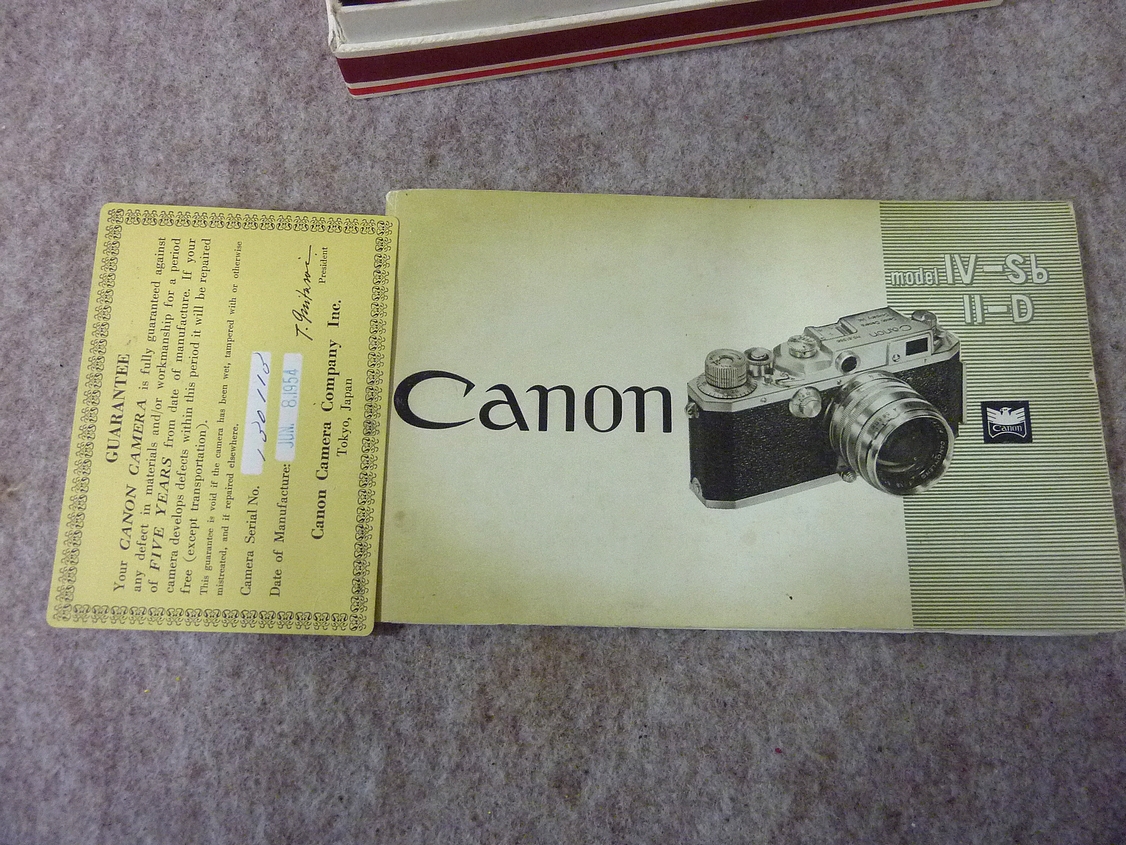 GUARANTEE
Your CANON CAMERA is fully guaranteed against
any defect in materials and/or workmanship for a period
of FIVE YEARS from date of manufacture. If your
camera develops defects within this period it will be repaired
free (except transportation).
This guarantee is void if the camera has been wet, tampered with or otherwise
mistreated, and if repaired elsewhere.
Camera Serial No.
Date of Manufacture: JUN. 8.1954
President
Canon Camera Company Inc.
Tokyo, Japan
Canon
model IV-Sb
II-D
Canon
Canon